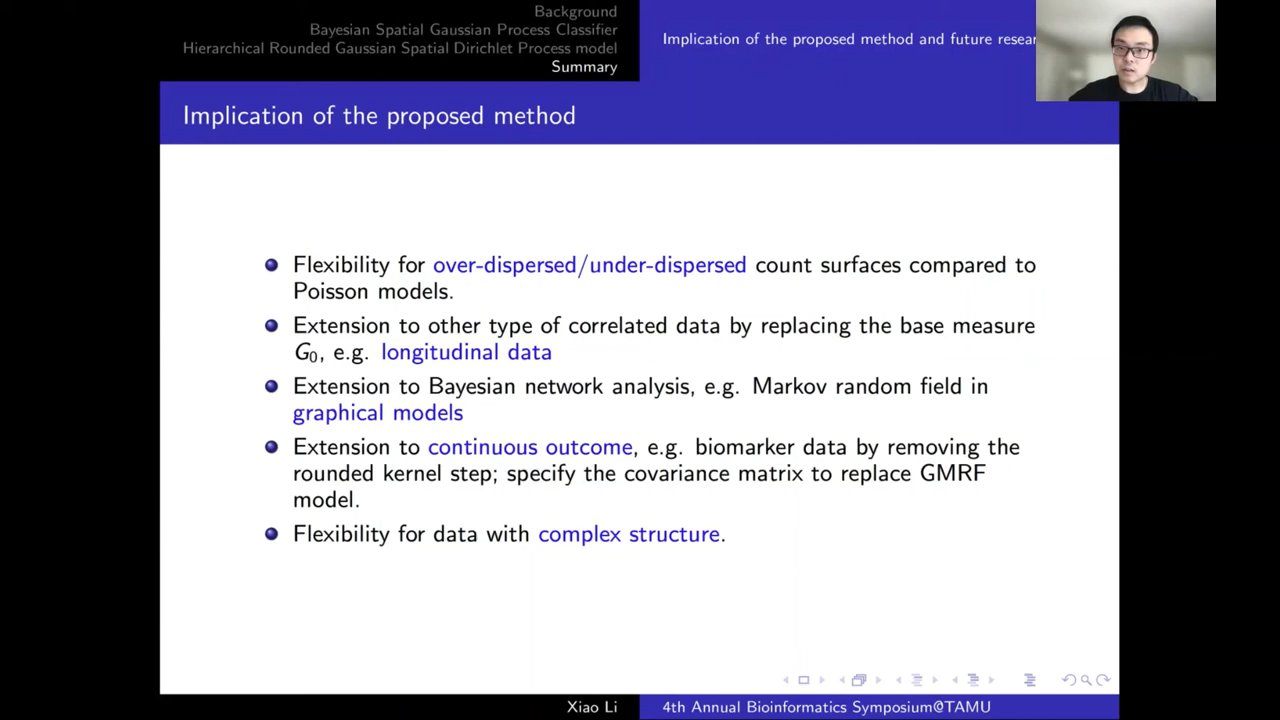 Background
Bayesian Spatial Gaussian Process Classifier
Hierarchical Rounded Gaussian Spatial Dirichlet Process model
Summary
Implication of the proposed method and future resear
Implication of the proposed method
Flexibility for over-dispersed/under-dispersed count surfaces compared to
Poisson models.
Extension to other type of correlated data by replacing the base measure
G₀, e.g. longitudinal data
Extension to Bayesian network analysis, e.g. Markov random field in
graphical models
Extension to continuous outcome, e.g. biomarker data by removing the
rounded kernel step; specify the covariance matrix to replace GMRF
model.
Flexibility for data with complex structure.
Xiao Li
4th Annual Bioinformatics Symposium@TAMU